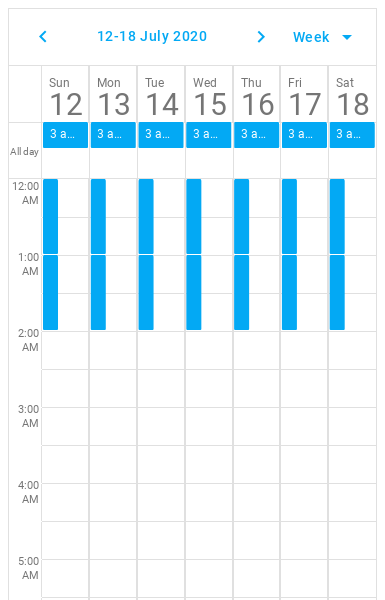 12-18 July 2020 Week
Sun Mon Tue Wed Thu Fri Sat
12 13 14 15 16 17 18
3 a... 3 a... 3 a... 3 a... 3 a... 3 a... 3 a...
All day
12:00
AM
1:00
AM
2:00
AM
3:00
AM
4:00
AM
5:00
AM